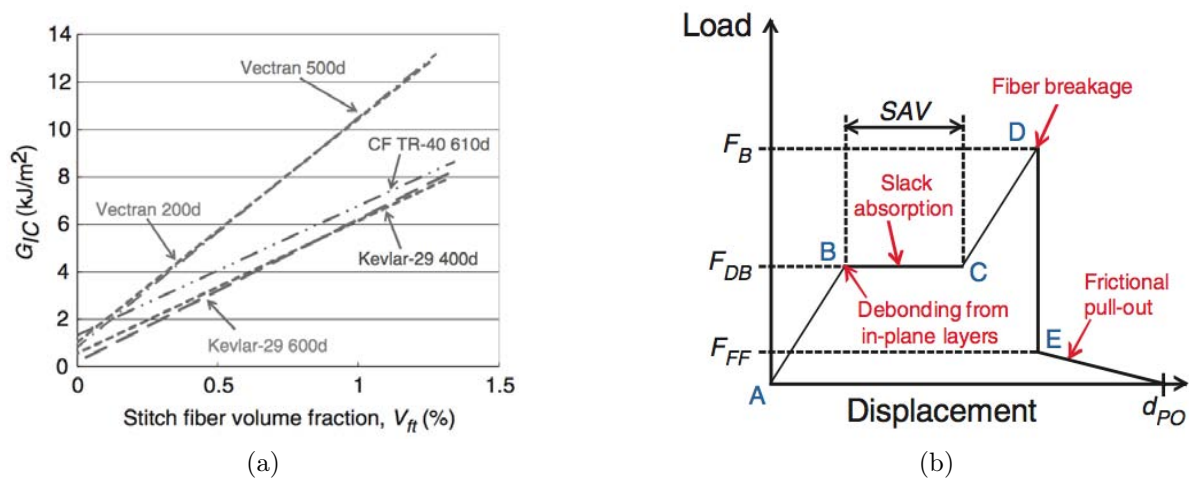 14
12
10
8
6
4
2
0
G_IC (kJ/m²)
Vectran 500d
CF TR-40 610d
Vectran 200d
Kevlar-29 400d
Kevlar-29 600d
0
0.5
1
1.5
Stitch fiber volume fraction, V_ft (%)
(a)
Load
Fiber breakage
SAV
D
F_B
Slack
absorption
B
F_DB
C
Debonding from
in-plane layers
Frictional
pull-out
F_FF
E
A
Displacement
d_PO
(b)